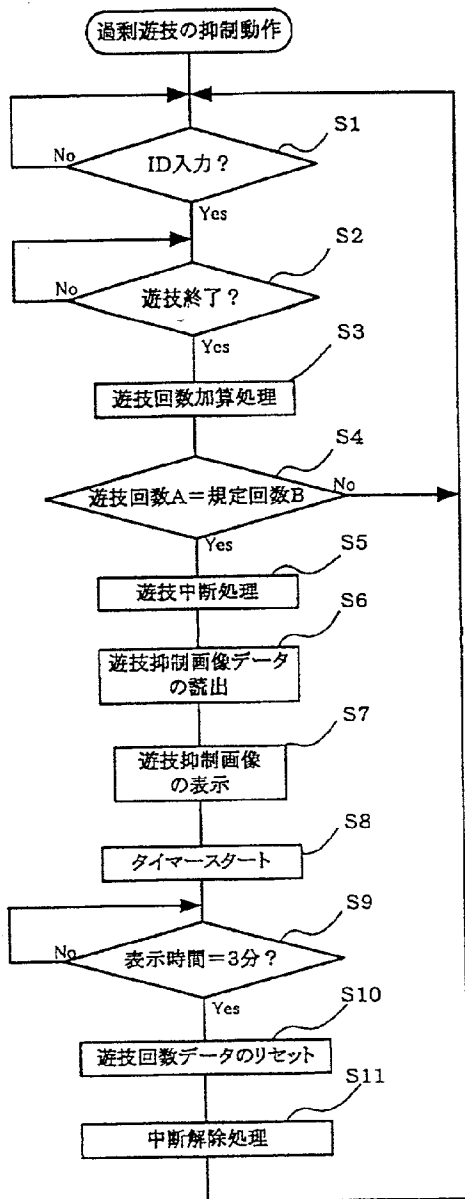 過剰遊技の抑制動作
S1
ID入力?
No
Yes
S2
遊技終了?
No
Yes
S3
遊技回数加算処理
S4
遊技回数A=規定回数B
No
Yes
S5
遊技中断処理
S6
遊技抑制画像データ
の読出
S7
遊技抑制画像
の表示
S8
タイマースタート
S9
表示時間=3分?
No
Yes
S10
遊技回数データのリセット
S11
中断解除処理